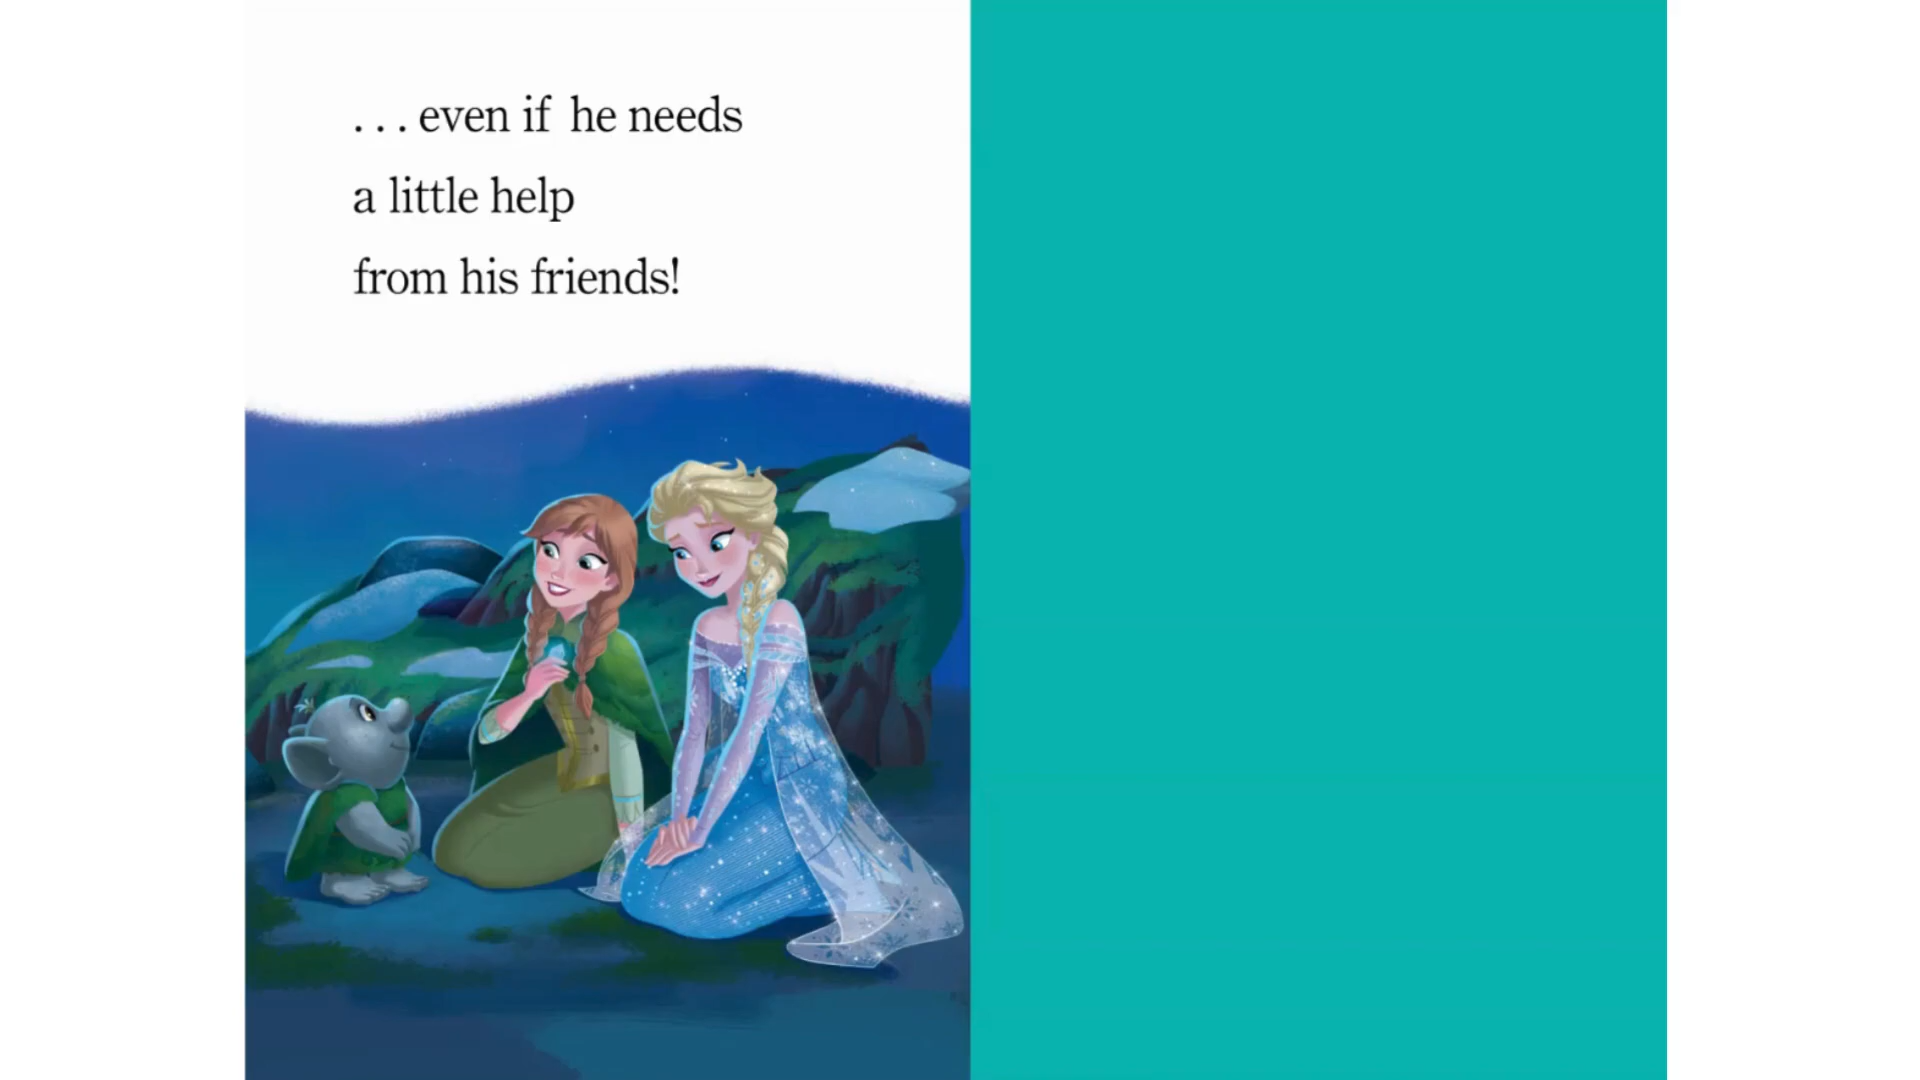 . . . even if he needs
a little help
from his friends!